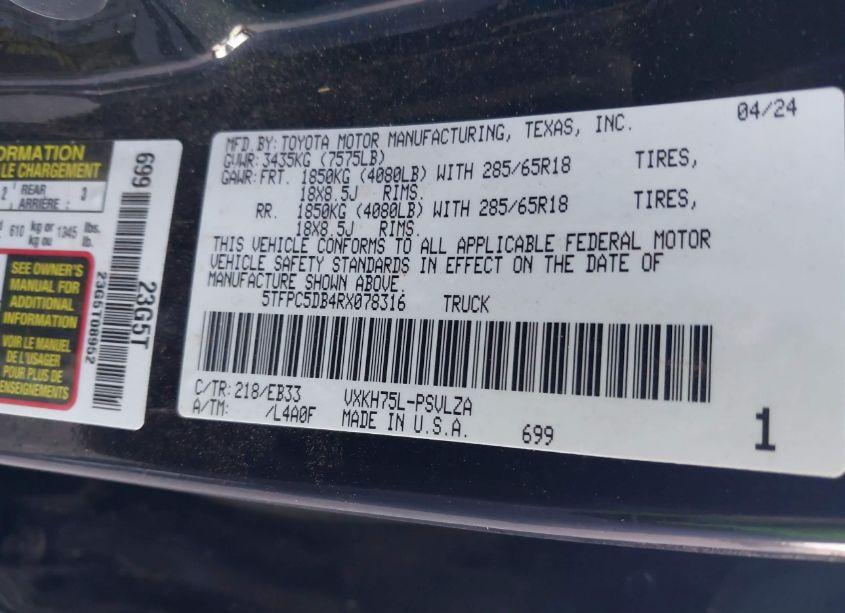 ORMATION
LE CHARGEMENT
2 REAR ARRIÈRE : 3
610 kg or kg ou 1345 lbs. lb.
SEE OWNER'S
MANUAL FOR
ADDITIONAL
INFORMATION
VOIR LE MANUEL
DE L'USAGER
POUR PLUS DE
ENSEIGNEMENTS
699
23G5T
23G5T08952
04/24
MFD.BY: TOYOTA MOTOR MANUFACTURING, TEXAS, INC.
GVWR: 3435KG (7575LB)
GAWR: FRT. 1850KG (4080LB) WITH 285/65R18 TIRES,
18X8.5J RIMS.
RR. 1850KG (4080LB) WITH 285/65R18 TIRES,
18X8.5J RIMS.
THIS VEHICLE CONFORMS TO ALL APPLICABLE FEDERAL MOTOR
VEHICLE SAFETY STANDARDS IN EFFECT ON THE DATE OF
MANUFACTURE SHOWN ABOVE.
5TFPC5DB4RX078316 TRUCK
C/TR: 218/EB33 VXKH75L-PSVLZA
A/TM: /L4A0F MADE IN U.S.A.
699
1